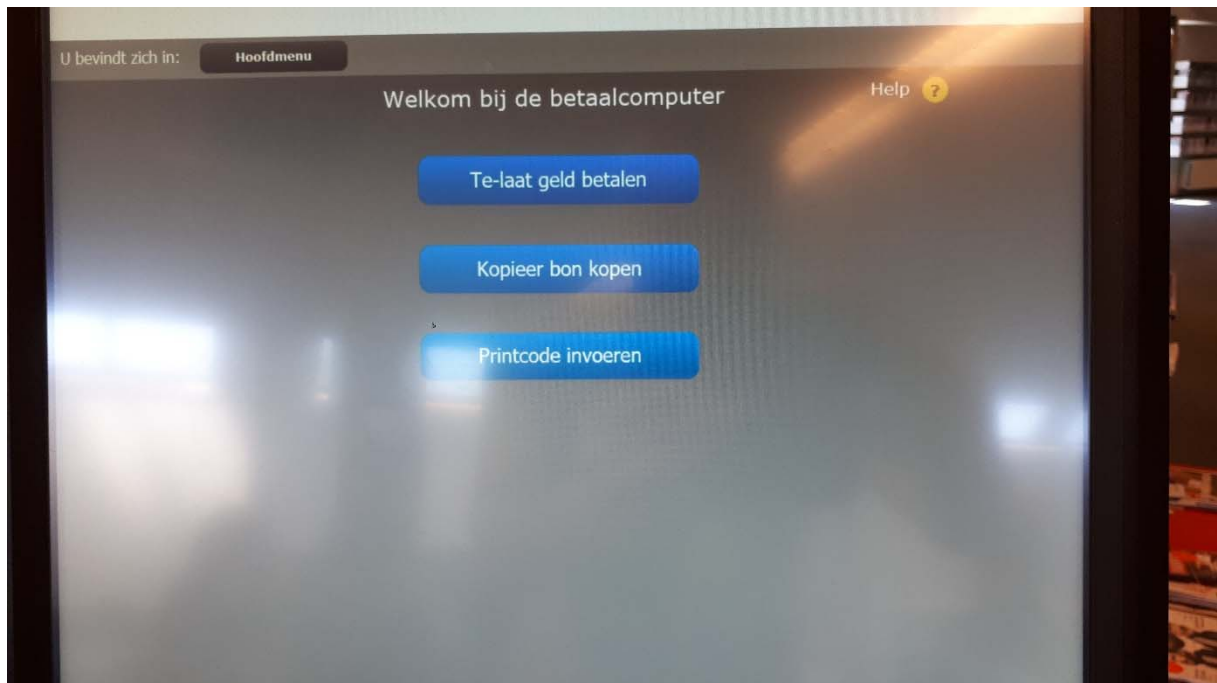 U bevindt zich in: Hoofdmenu
Welkom bij de betaalcomputer
Help ?
Te-laat geld betalen
Kopieer bon kopen
Printcode invoeren